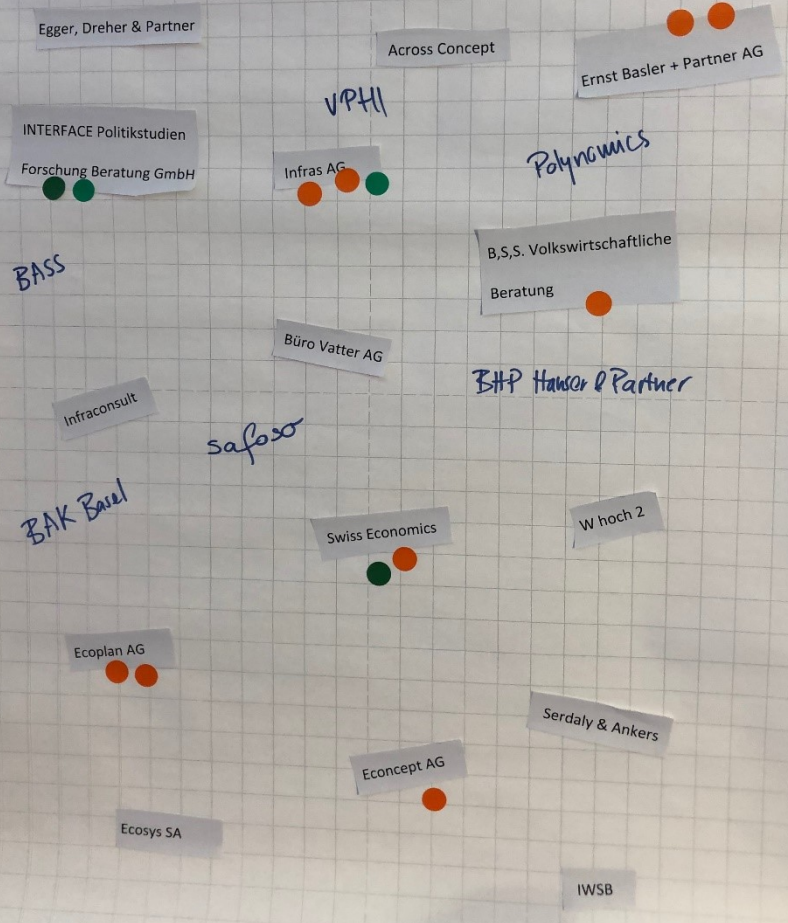 Egger, Dreher & Partner
Across Concept
Ernst Basler + Partner AG
VPHI
INTERFACE Politikstudien
Forschung Beratung GmbH
Infras AG
Polynomics
BASS
B,S,S. Volkswirtschaftliche
Beratung
Büro Vatter AG
BHP Hanser & Partner
Infraconsult
safoso
BAK Basel
Swiss Economics
W hoch 2
Ecoplan AG
Serdaly & Ankers
Econcept AG
Ecosys SA
IWSB